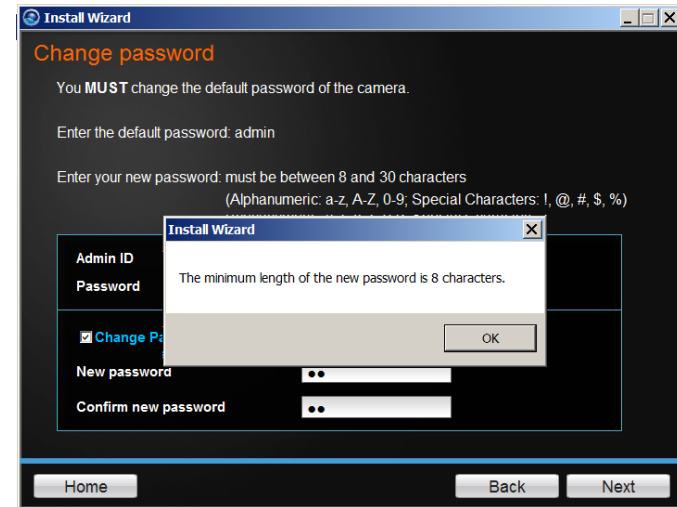 Install Wizard
Change password
You MUST change the default password of the camera.
Enter the default password: admin
Enter your new password: must be between 8 and 30 characters
(Alphanumeric: a-z, A-Z, 0-9; Special Characters: !, @, #, $, %)
Install Wizard
Admin ID
The minimum length of the new password is 8 characters.
Password
Change
OK
New password
●●
Confirm new password
●●
Home
Back
Next